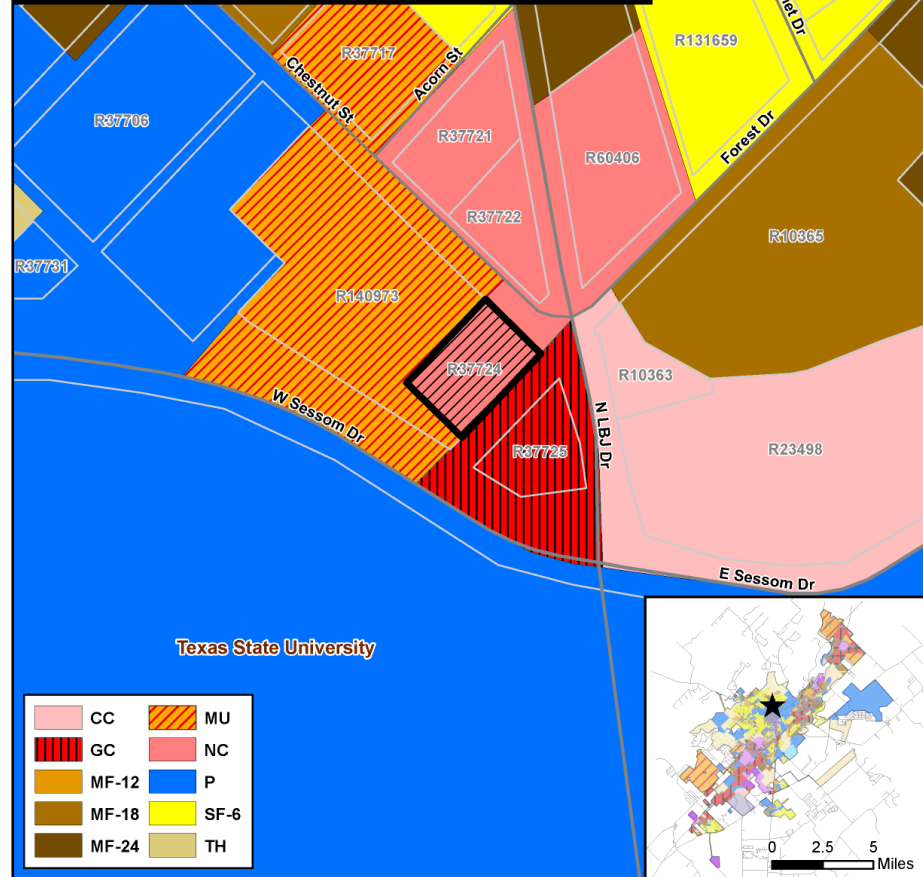 R131659
net Dr
R37717
Acorn St
Chestnut St
R37706
R37721
R60406
Forest Dr
R37722
R10365
R37731
R140973
R37724
R10363
W Sessom Dr
N LBJ Dr
R37725
R23498
E Sessom Dr
Texas State University
CC
MU
GC
NC
MF-12
P
MF-18
SF-6
MF-24
TH
0 2.5 5
Miles